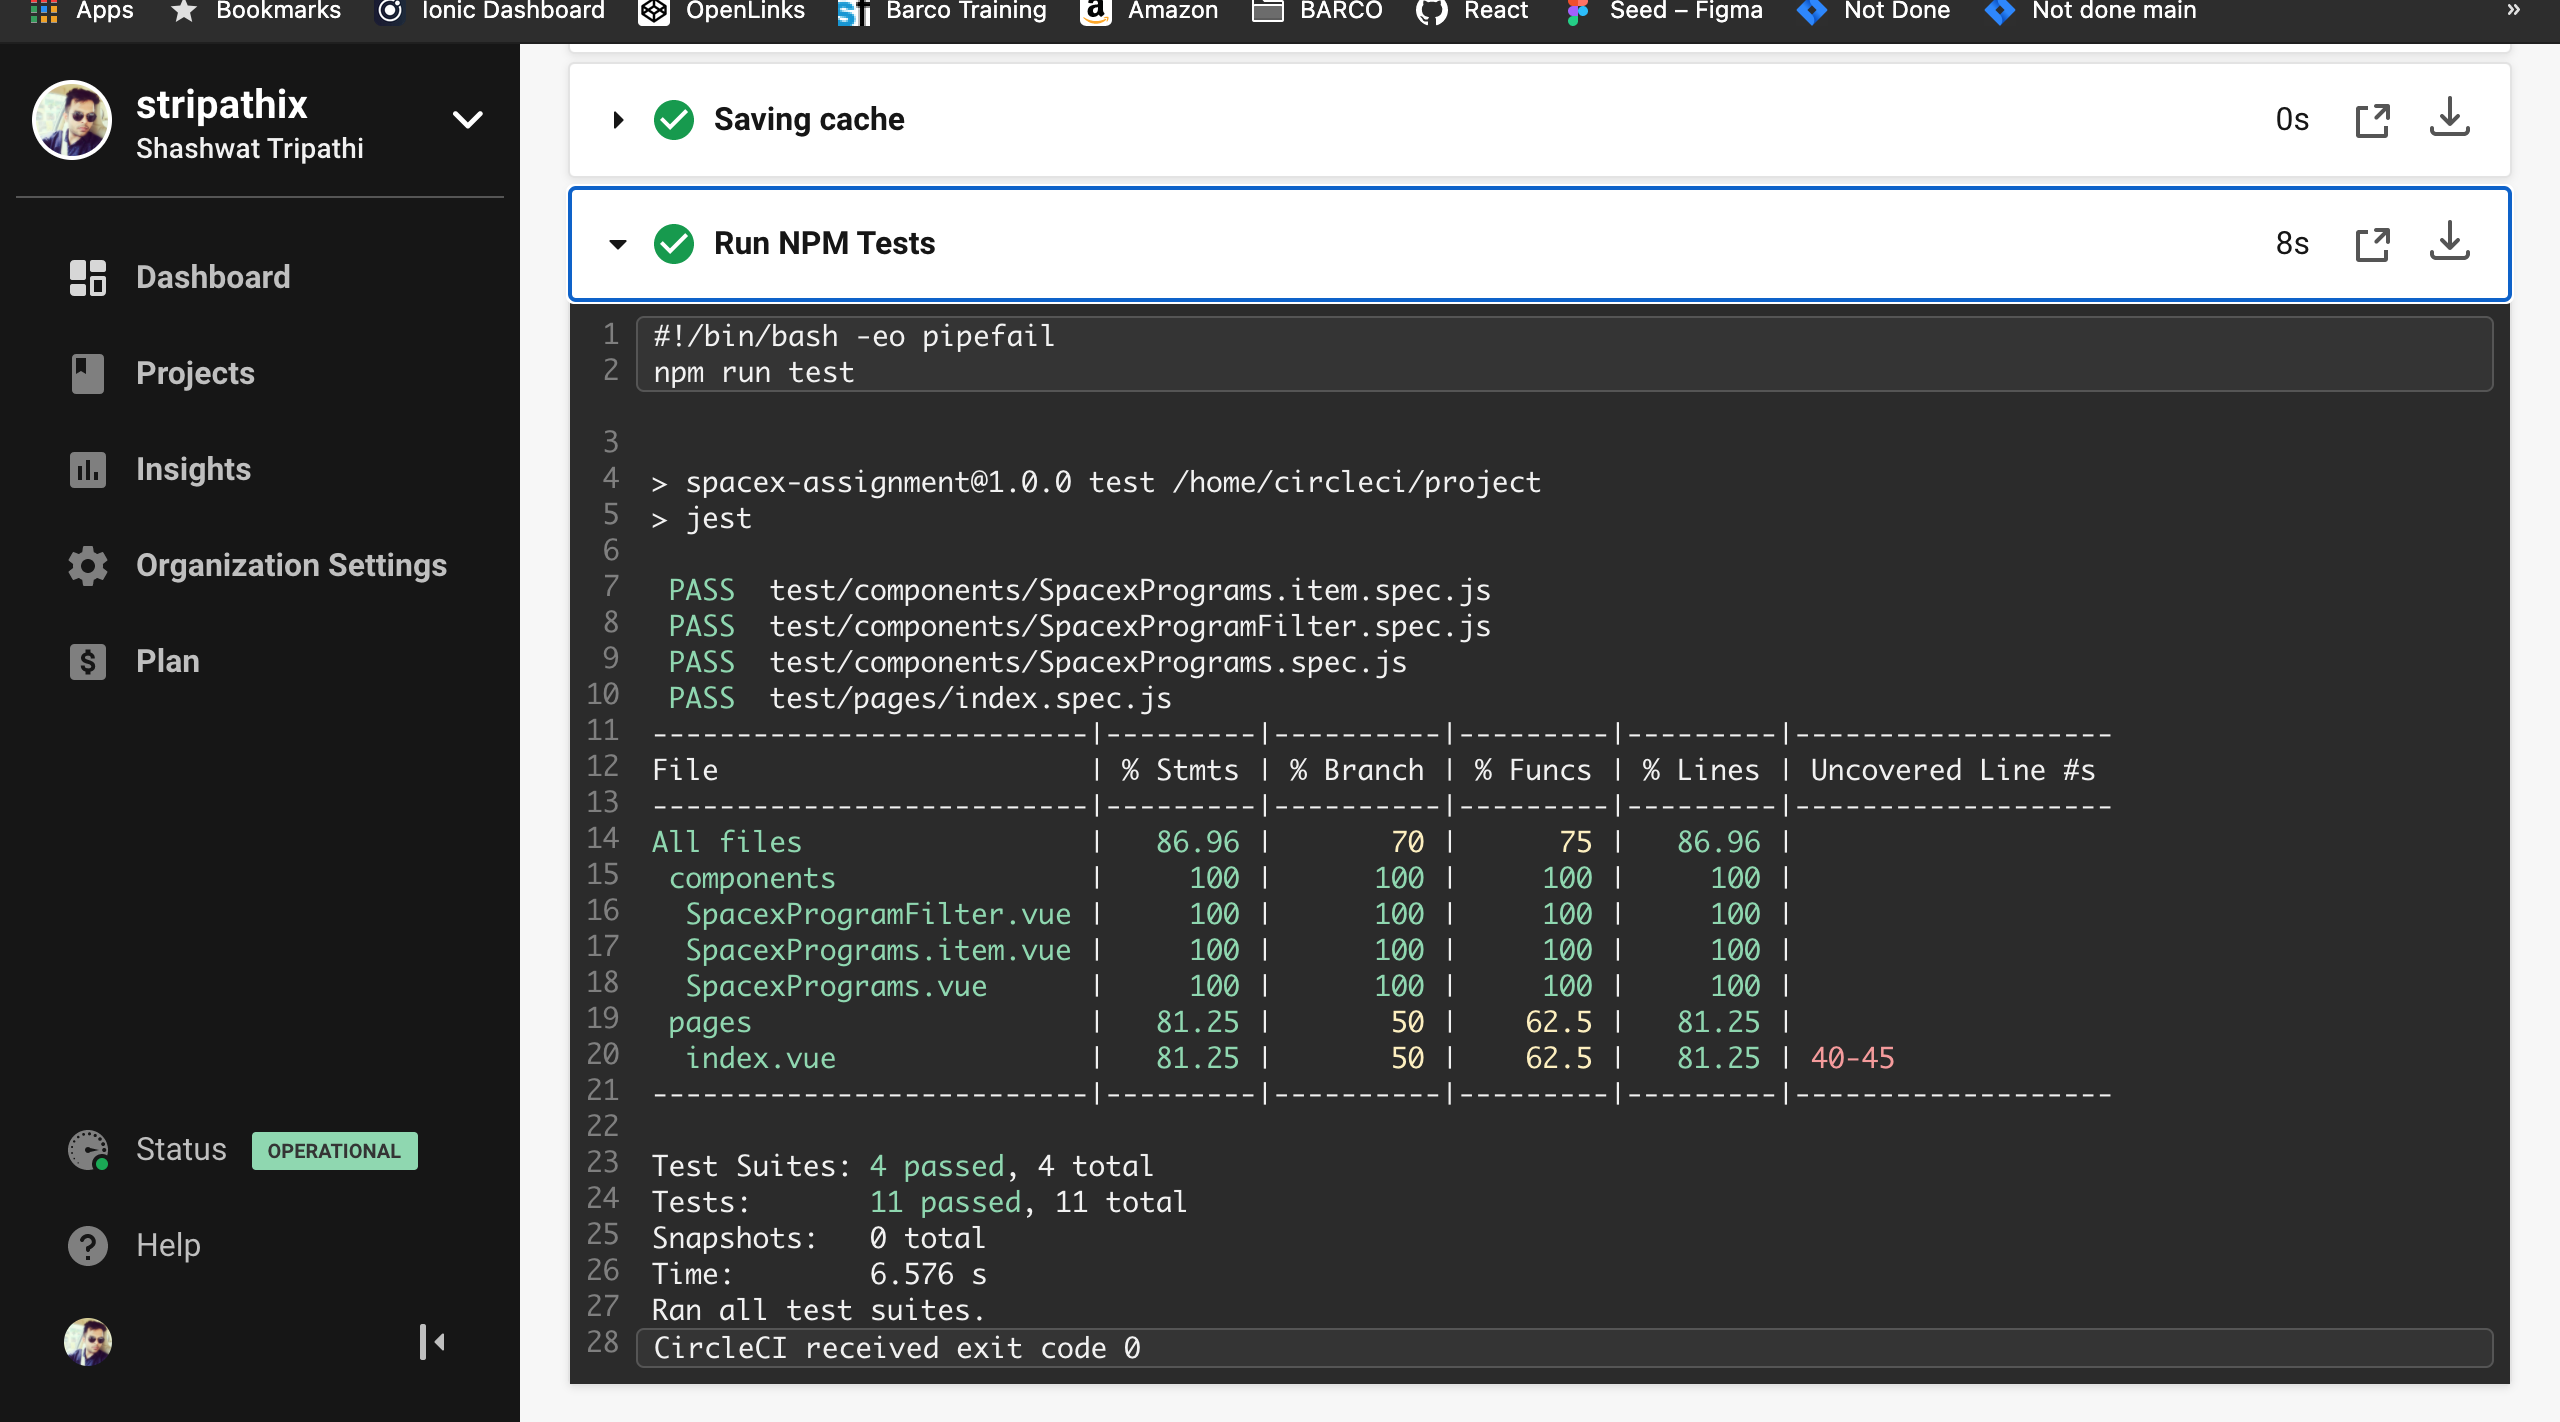 Apps Bookmarks Ionic Dashboard OpenLinks Barco Training Amazon BARCO React Seed – Figma Not Done Not done main »
stripathix
Shashwat Tripathi
Dashboard
Projects
Insights
Organization Settings
Plan
Status OPERATIONAL
Help
Saving cache 0s
Run NPM Tests 8s
1 #!/bin/bash -eo pipefail
2 npm run test
3
4 > spacex-assignment@1.0.0 test /home/circleci/project
5 > jest
6
7 PASS test/components/SpacexPrograms.item.spec.js
8 PASS test/components/SpacexProgramFilter.spec.js
9 PASS test/components/SpacexPrograms.spec.js
10 PASS test/pages/index.spec.js
11 --------------------------|---------|----------|---------|---------|-------------------
12 File | % Stmts | % Branch | % Funcs | % Lines | Uncovered Line #s
13 --------------------------|---------|----------|---------|---------|-------------------
14 All files | 86.96 | 70 | 75 | 86.96 |
15 components | 100 | 100 | 100 | 100 |
16 SpacexProgramFilter.vue | 100 | 100 | 100 | 100 |
17 SpacexPrograms.item.vue | 100 | 100 | 100 | 100 |
18 SpacexPrograms.vue | 100 | 100 | 100 | 100 |
19 pages | 81.25 | 50 | 62.5 | 81.25 |
20 index.vue | 81.25 | 50 | 62.5 | 81.25 | 40-45
21 --------------------------|---------|----------|---------|---------|-------------------
22
23 Test Suites: 4 passed, 4 total
24 Tests: 11 passed, 11 total
25 Snapshots: 0 total
26 Time: 6.576 s
27 Ran all test suites.
28 CircleCI received exit code 0